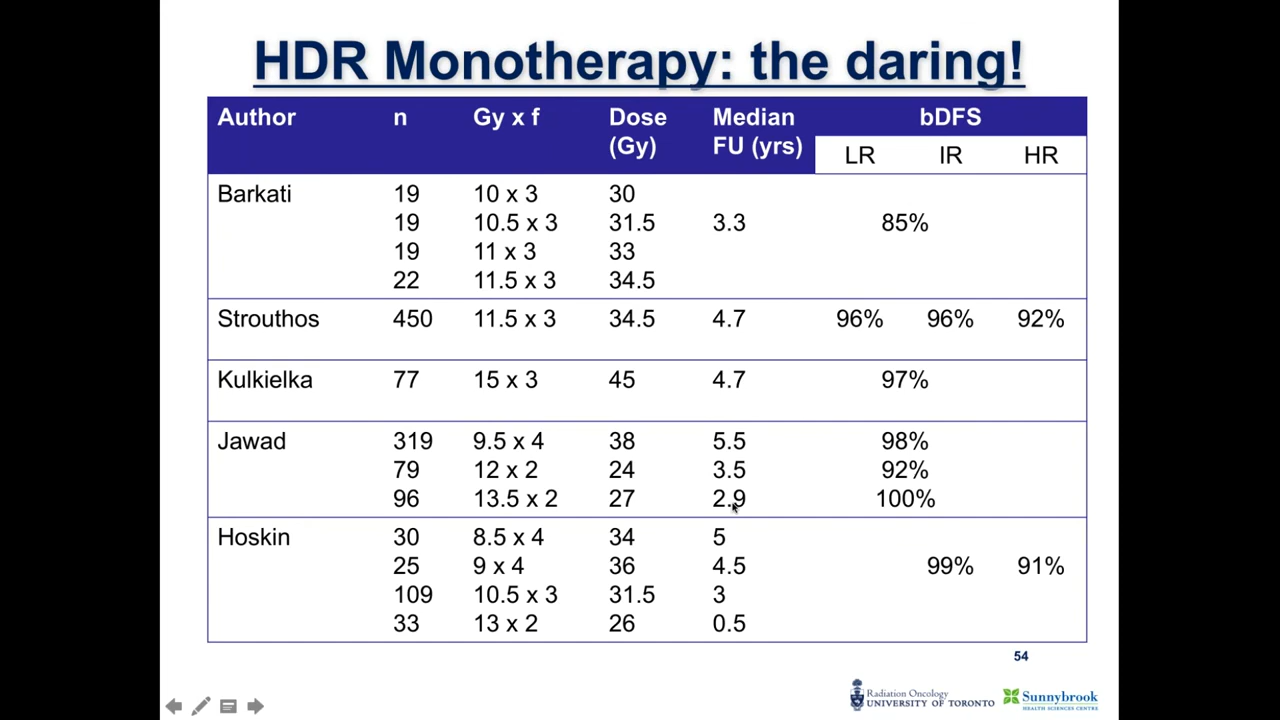 HDR Monotherapy: the daring!
Author n Gy x f Dose (Gy) Median FU (yrs) bDFS
LR IR HR
Barkati 19 10 x 3 30
19 10.5 x 3 31.5 3.3 85%
19 11 x 3 33
22 11.5 x 3 34.5
Strouthos 450 11.5 x 3 34.5 4.7 96% 96% 92%
Kulkielka 77 15 x 3 45 4.7 97%
Jawad 319 9.5 x 4 38 5.5 98%
79 12 x 2 24 3.5 92%
96 13.5 x 2 27 2.9 100%
Hoskin 30 8.5 x 4 34 5
25 9 x 4 36 4.5 99% 91%
109 10.5 x 3 31.5 3
33 13 x 2 26 0.5
54
Radiation Oncology
UNIVERSITY OF TORONTO
Sunnybrook
HEALTH SCIENCES CENTRE